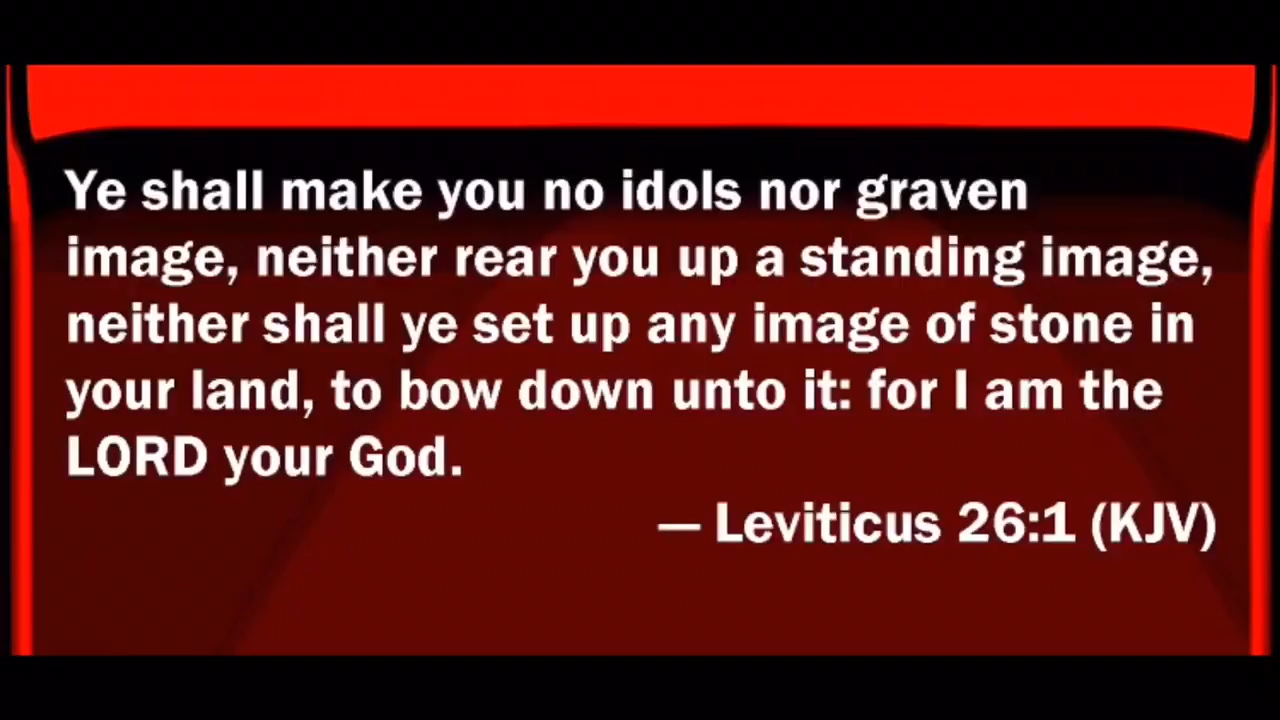 Ye shall make you no idols nor graven
image, neither rear you up a standing image,
neither shall ye set up any image of stone in
your land, to bow down unto it: for I am the
LORD your God.
— Leviticus 26:1 (KJV)